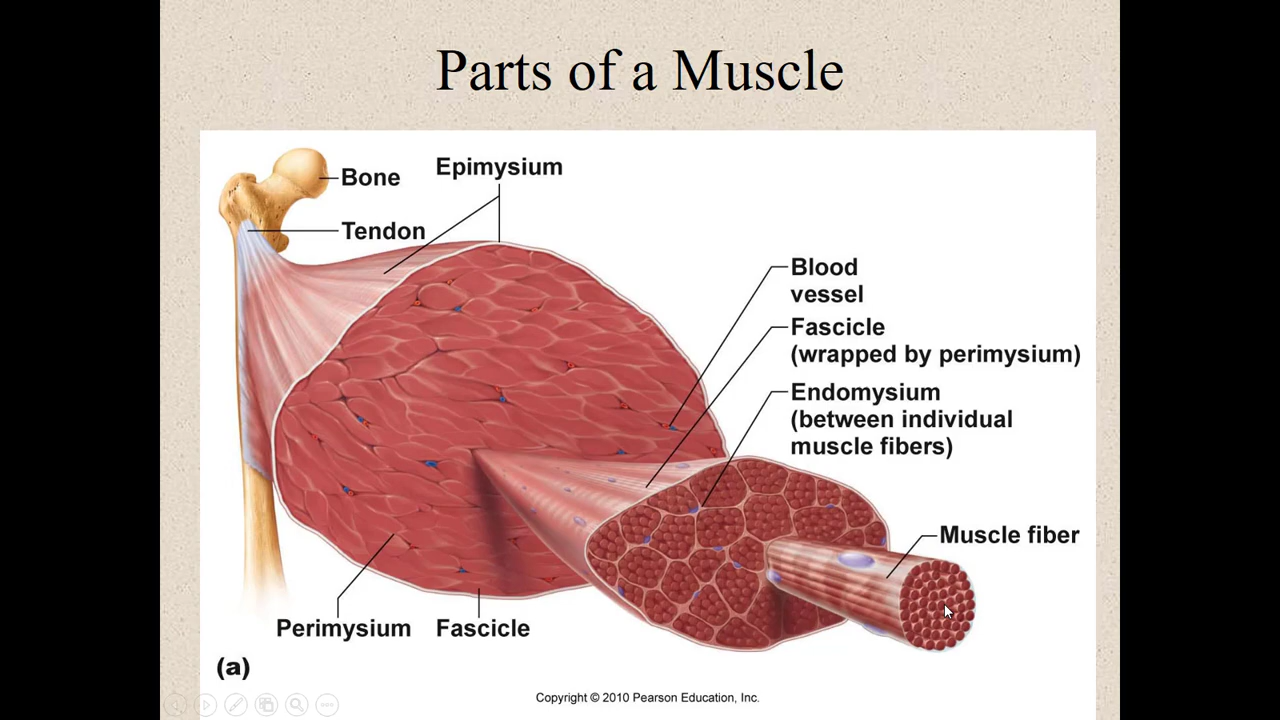 Parts of a Muscle
Bone
Epimysium
Tendon
Blood
vessel
Fascicle
(wrapped by perimysium)
Endomysium
(between individual
muscle fibers)
Muscle fiber
Perimysium
Fascicle
(a)
Copyright © 2010 Pearson Education, Inc.